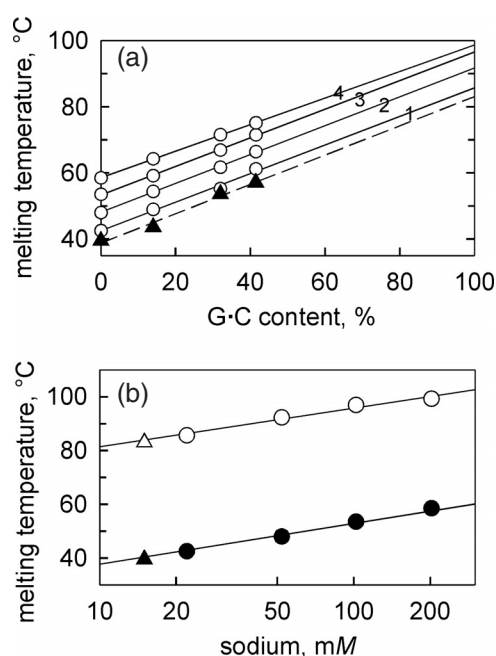 (a)
melting temperature, °C
100
80
60
40
4
3
2
1
0 20 40 60 80 100
G·C content, %
(b)
melting temperature, °C
100
80
60
40
10 20 50 100 200
sodium, mM